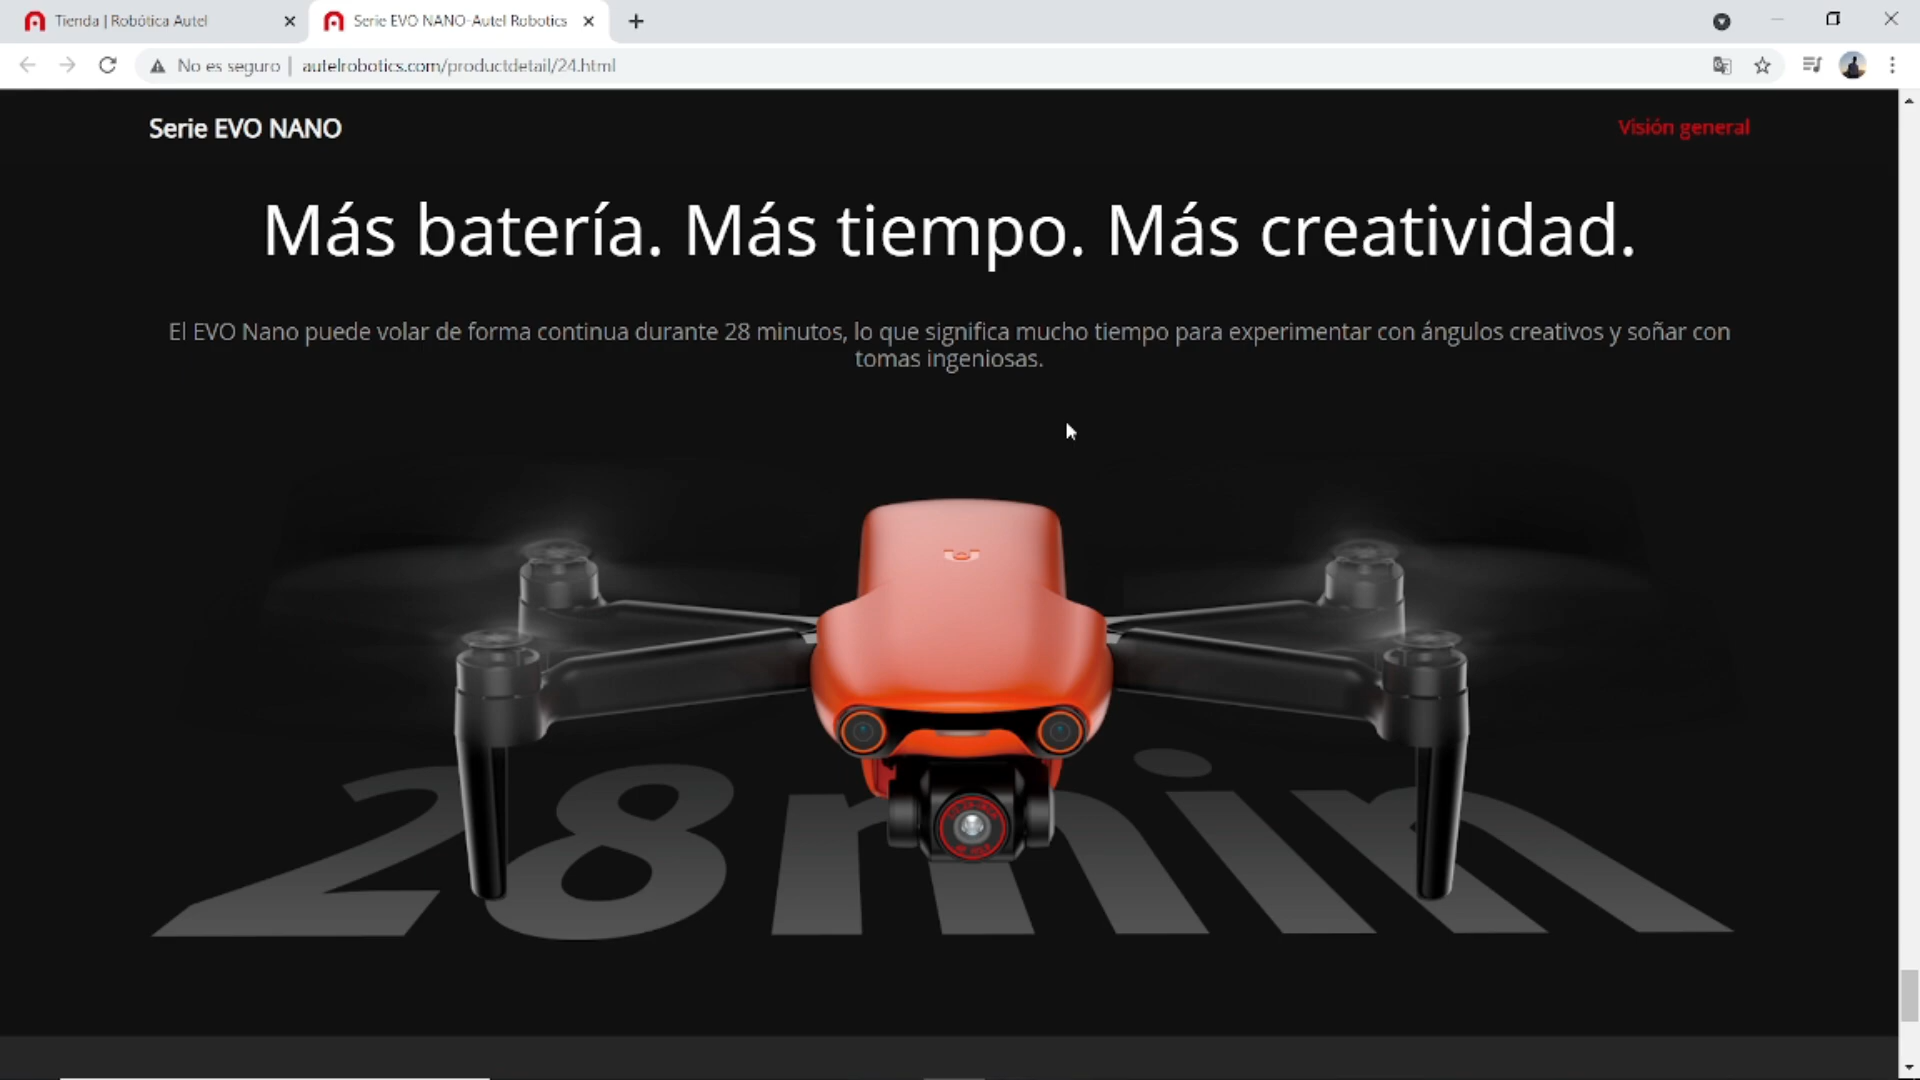 Tienda | Robótica Autel
Serie EVO NANO-Autel Robotics
No es seguro | autelrobotics.com/productdetail/24.html
Serie EVO NANO
Visión general
Más batería. Más tiempo. Más creatividad.
El EVO Nano puede volar de forma continua durante 28 minutos, lo que significa mucho tiempo para experimentar con ángulos creativos y soñar con
tomas ingeniosas.
28min